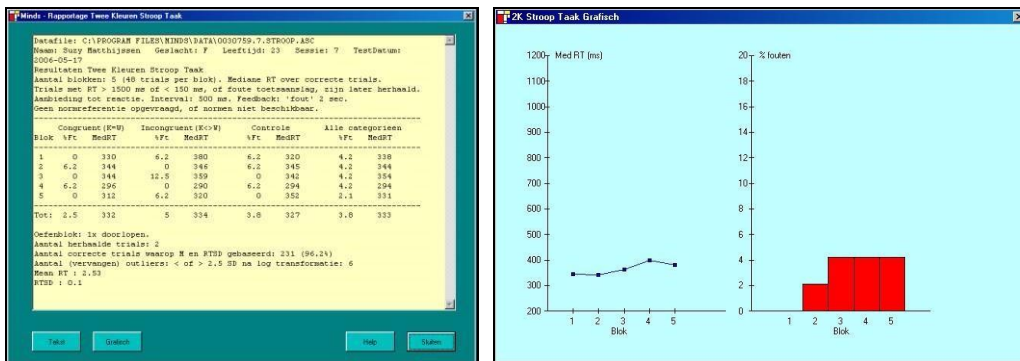 Minds - Rapportage Twee Kleuren Stroop Taak
Datafile: C:\PROGRAM FILES\MINDS\DATA\0030759.7.STROOP.ASC
Naam: Suzy Matthijssen Geslacht: F Leeftijd: 23 Sessie: 7 TestDatum:
2006-05-17
Resultaten Twee Kleuren Stroop Taak
Aantal blokken: 5 (48 trials per blok). Mediane RT over correcte trials.
Trials met RT > 1500 ms of < 150 ms, of foute toetsaanslag, zijn later herhaald.
Aanbieding tot reactie. Interval: 500 ms. Feedback: 'fout' 2 sec.
Geen normreferentie opgevraagd, of normen niet beschikbaar.
Congruent(K=W) Incongruent(K<>W) Controle Alle categorieen
Blok %Ft MedRT %Ft MedRT %Ft MedRT %Ft MedRT
1 0 330 6.2 380 6.2 320 4.2 338
2 6.2 344 0 346 6.2 345 4.2 344
3 0 344 12.5 359 0 342 4.2 354
4 6.2 296 0 290 6.2 294 4.2 294
5 0 312 6.2 320 0 352 2.1 331
Tot: 2.5 332 5 334 3.8 327 3.8 333
Oefenblok: 1x doorlopen.
Aantal herhaalde trials: 2
Aantal correcte trials waarop M en RTSD gebaseerd: 231 (96.2%)
Aantal (vervangen) outliers: < of > 2.5 SD na log transformatie: 6
Mean RT : 2.53
RTSD : 0.1
Tekst Grafisch Help Sluiten
2K Stroop Taak Grafisch
Med RT (ms)
1200
1100
1000
900
800
700
600
500
400
300
200
1 2 3 4 5
Blok
% fouten
20
18
16
14
12
10
8
6
4
2
0
1 2 3 4 5
Blok